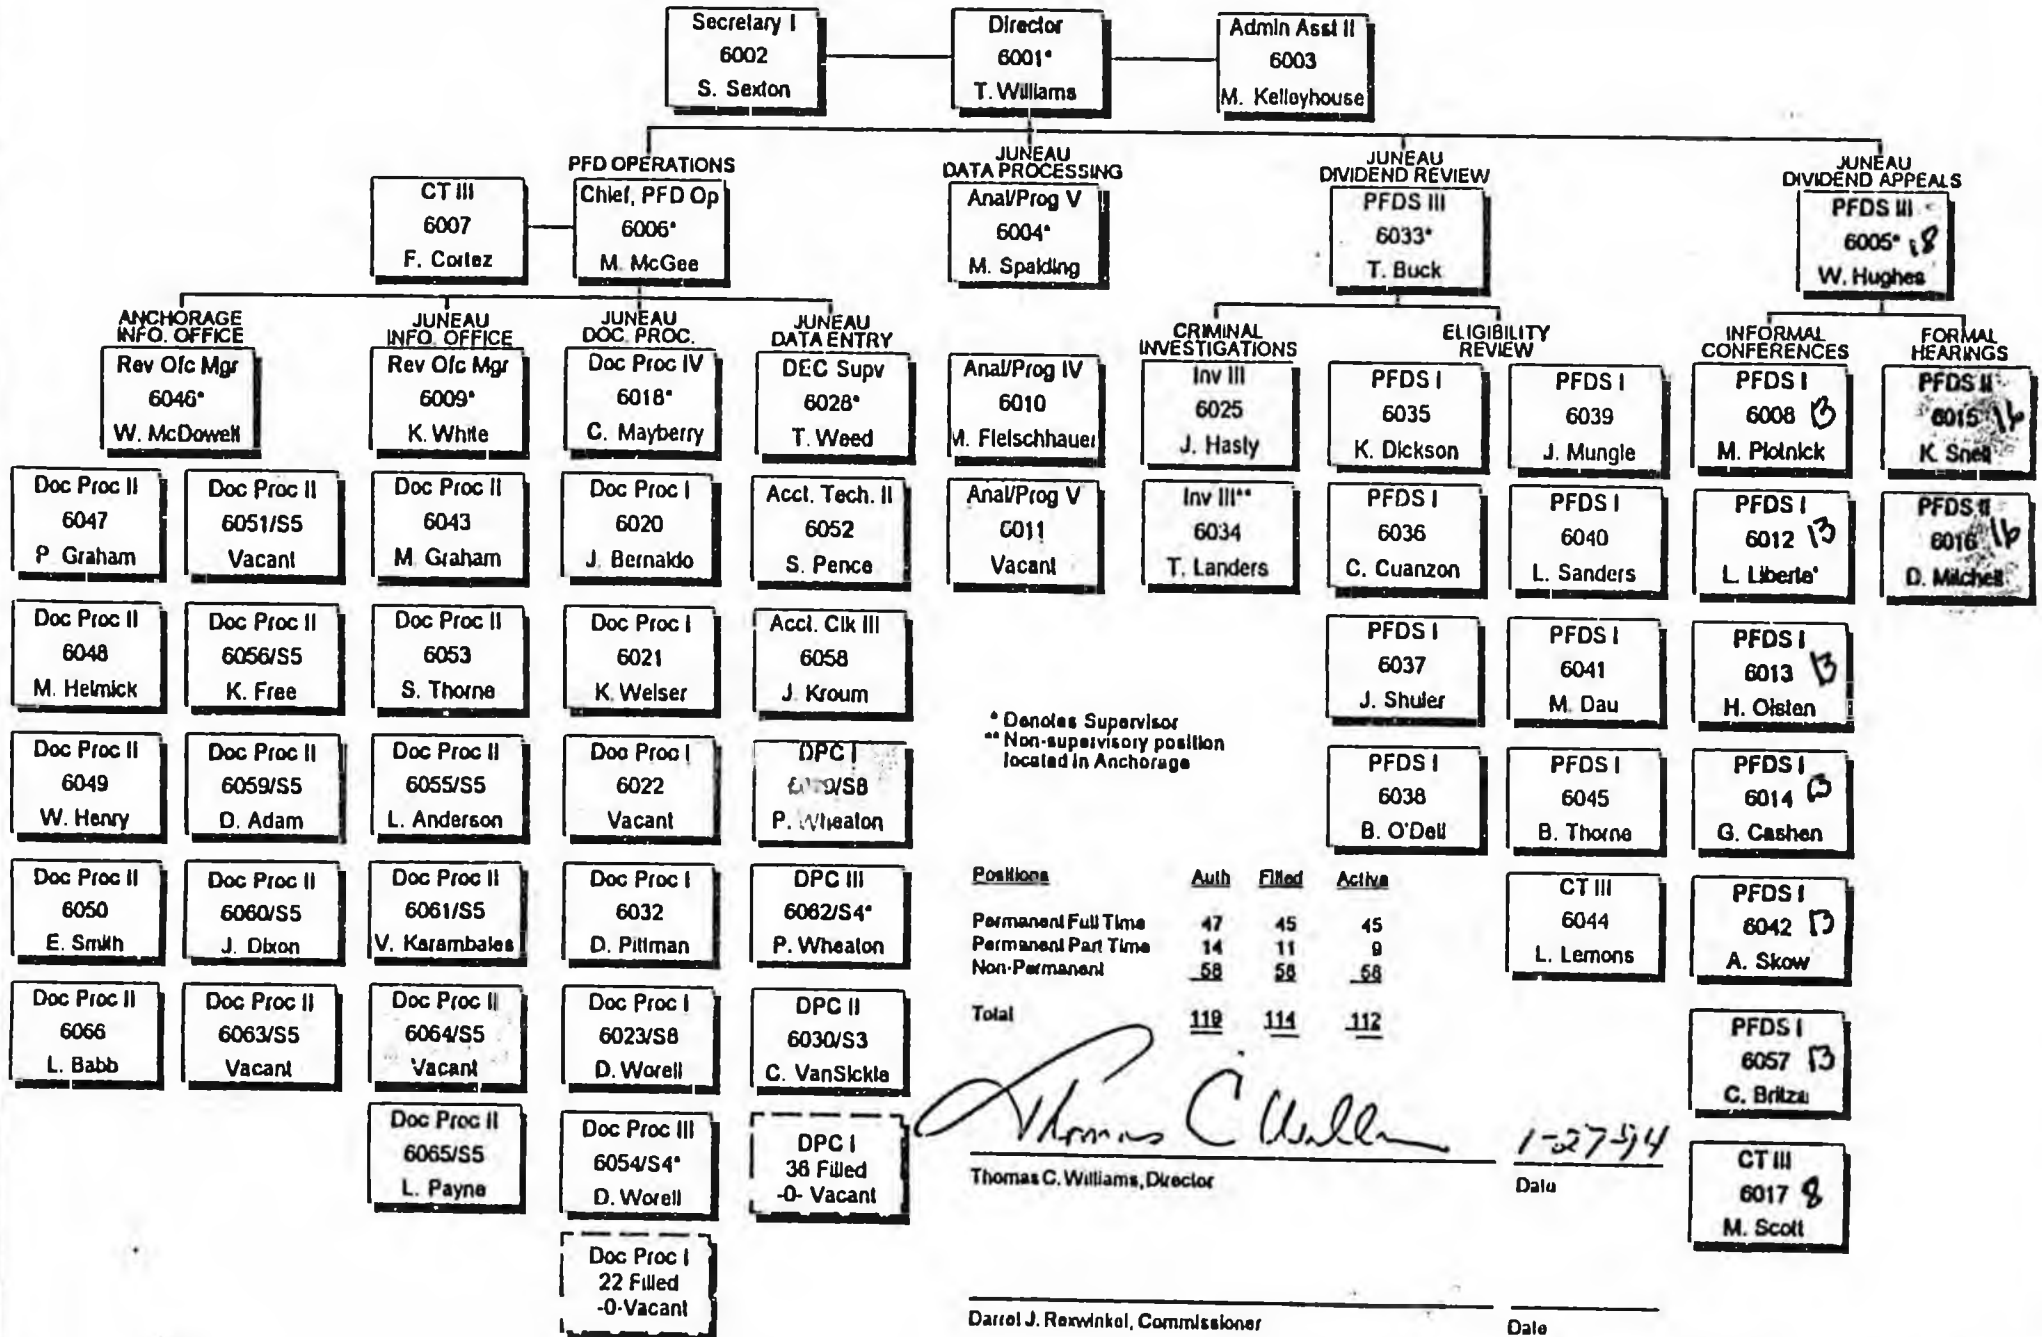 Secretary I
6002
S. Sexton
Director
6001*
T. Williams
Admin Asst II
6003
M. Kelleyhouse
PFD OPERATIONS
CT III
6007
F. Cortez
Chief, PFD Op
6006*
M. McGee
JUNEAU
DATA PROCESSING
Anal/Prog V
6004*
M. Spalding
JUNEAU
DIVIDEND REVIEW
PFDS III
6033*
T. Buck
JUNEAU
DIVIDEND APPEALS
PFDS III
6005* 18
W. Hughes
ANCHORAGE
INFO. OFFICE
Rev Ofc Mgr
6046*
W. McDowell
Doc Proc II
6047
P. Graham
Doc Proc II
6051/S5
Vacant
Doc Proc II
6048
M. Helmick
Doc Proc II
6056/S5
K. Free
Doc Proc II
6049
W. Henry
Doc Proc II
6059/S5
D. Adam
Doc Proc II
6050
E. Smith
Doc Proc II
6060/S5
J. Dixon
Doc Proc II
6066
L. Babb
Doc Proc II
6063/S5
Vacant
JUNEAU
INFO. OFFICE
Rev Ofc Mgr
6009*
K. White
Doc Proc II
6043
M. Graham
Doc Proc II
6053
S. Thorne
Doc Proc II
6055/S5
L. Anderson
Doc Proc II
6061/S5
V. Karambales
Doc Proc II
6064/S5
Vacant
Doc Proc II
6065/S5
L. Payne
JUNEAU
DOC. PROC.
Doc Proc IV
6018*
C. Mayberry
Doc Proc I
6020
J. Bernaldo
Doc Proc I
6021
K. Welser
Doc Proc I
6022
Vacant
Doc Proc I
6032
D. Pittman
Doc Proc I
6023/S8
D. Worell
Doc Proc III
6054/S4*
D. Worell
Doc Proc I
22 Filled
-0-Vacant
JUNEAU
DATA ENTRY
DEC Supv
6028*
T. Weed
Acct. Tech. II
6052
S. Pence
Acct. Clk III
6058
J. Kroum
DPC I
P. Wheaton
DPC III
6062/S4*
P. Wheaton
DPC II
6030/S3
C. VanSickle
DPC I
36 Filled
-0- Vacant
Anal/Prog IV
6010
M. Fleischhauer
Anal/Prog V
6011
Vacant
CRIMINAL
INVESTIGATIONS
Inv III
6025
J. Hasty
Inv III**
6034
T. Landers
ELIGIBILITY
REVIEW
PFDS I
6035
K. Dickson
PFDS I
6039
J. Mungle
PFDS I
6036
C. Cuanzon
PFDS I
6040
L. Sanders
PFDS I
6037
J. Shuler
PFDS I
6041
M. Dau
PFDS I
6038
B. O'Dell
PFDS I
6045
B. Thorne
CT III
6044
L. Lemons
INFORMAL
CONFERENCES
PFDS I
6008 13
M. Plotnick
PFDS I
6012 13
L. Liberte'
PFDS I
6013 13
H. Olsten
PFDS I
6014 13
G. Cashen
PFDS I
6042 13
A. Skow
PFDS I
6057 13
C. Britza
CT III
6017 8
M. Scott
FORMAL
HEARINGS
PFDS II
6015 16
K. Snell
PFDS II
6016 16
D. Mitchell
* Denotes Supervisor
** Non-supervisory position
located in Anchorage
Positions Auth Filled Active
Permanent Full Time 47 45 45
Permanent Part Time 14 11 9
Non-Permanent 58 58 58
Total 119 114 112
Thomas C Williams 1-27-94
Thomas C. Williams, Director Date
Darrel J. Rexwinkel, Commissioner Date